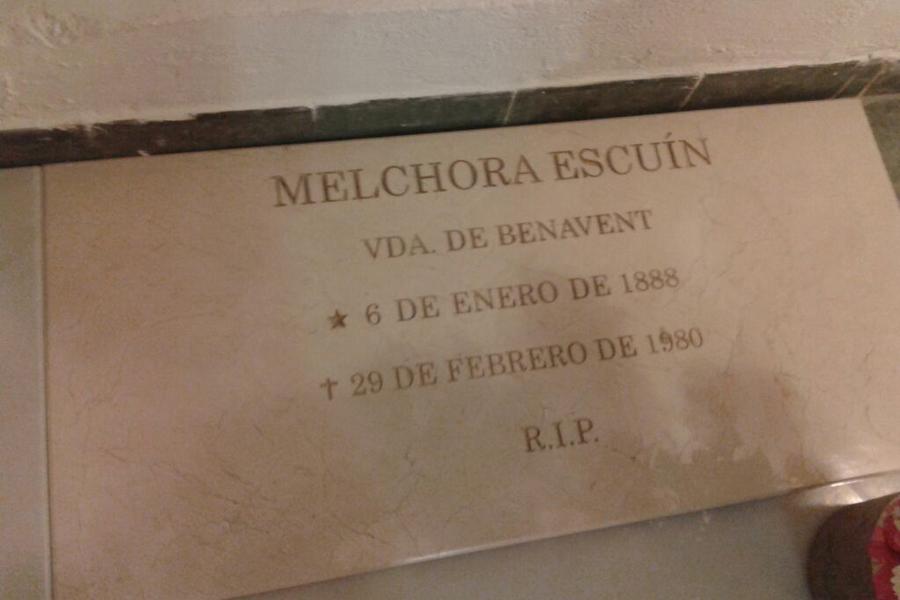 MELCHORA ESCUÍN
VDA. DE BENAVENT
★ 6 DE ENERO DE 1888
✝ 29 DE FEBRERO DE 1980
R.I.P.